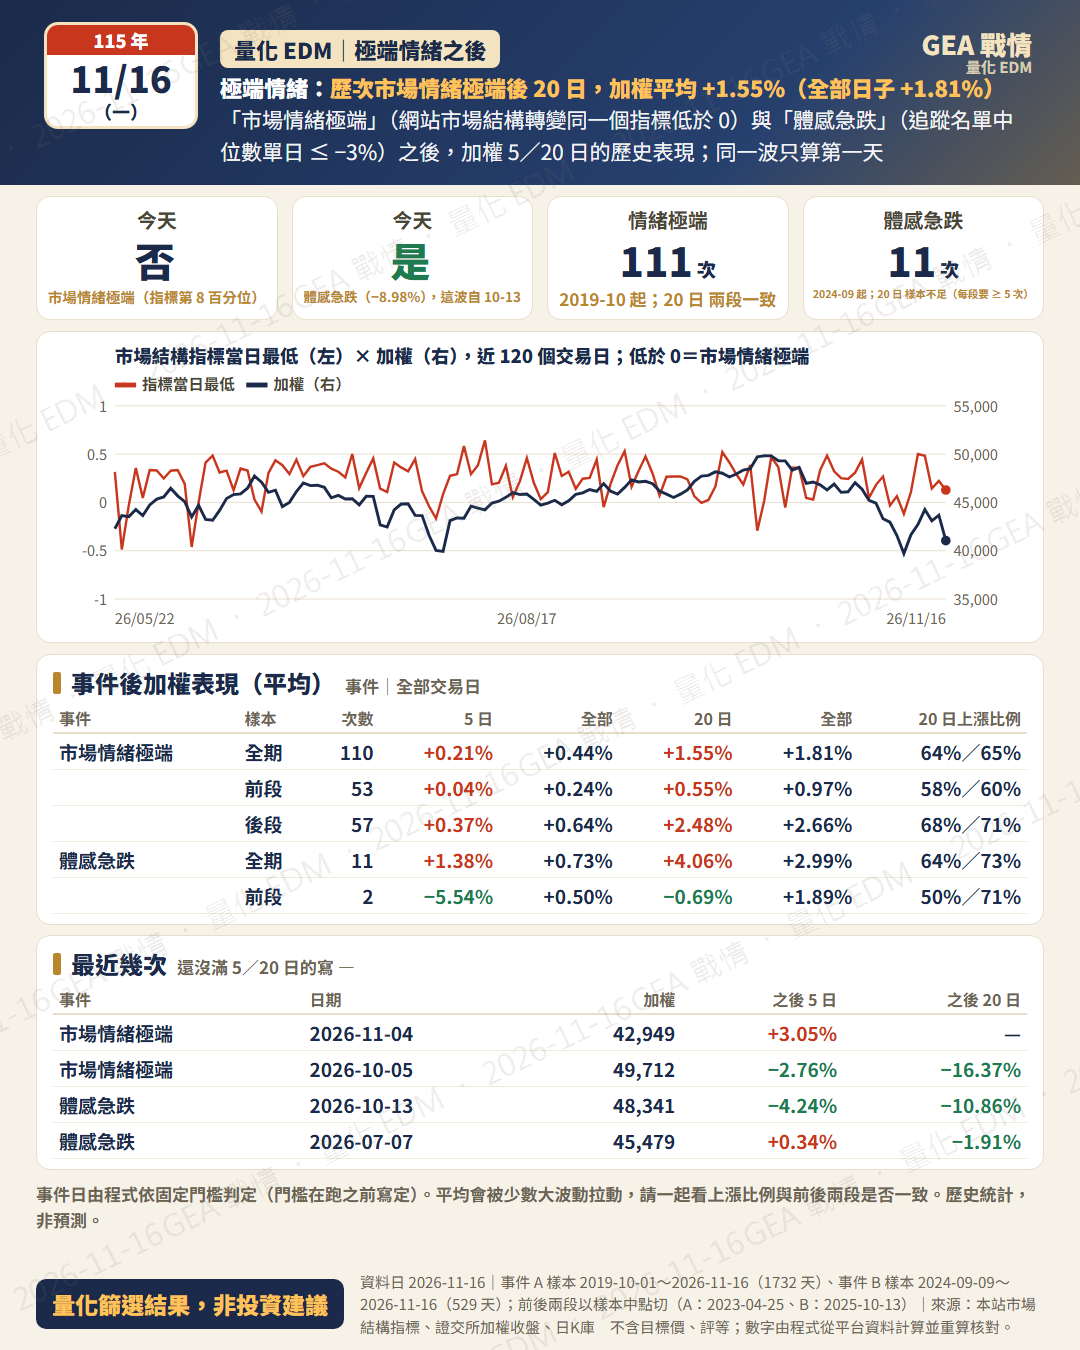 115 年
11/16
（一）
量化 EDM｜極端情緒之後
GEA 戰情
量化 EDM
極端情緒：歷次市場情緒極端後 20 日，加權平均 +1.55%（全部日子 +1.81%）
「市場情緒極端」（網站市場結構轉變同一個指標低於 0）與「體感急跌」（追蹤名單中
位數單日 ≤ −3%）之後，加權 5／20 日的歷史表現；同一波只算第一天
今天
否
市場情緒極端（指標第 8 百分位）
今天
是
體感急跌（−8.98%），這波自 10-13
情緒極端
111 次
2019-10 起；20 日 兩段一致
體感急跌
11 次
2024-09 起；20 日 樣本不足（每段要 ≥ 5 次）
市場結構指標當日最低（左）× 加權（右），近 120 個交易日；低於 0＝市場情緒極端
指標當日最低 加權（右）
1 55,000
0.5 50,000
0 45,000
-0.5 40,000
-1 35,000
26/05/22 26/08/17 26/11/16
事件後加權表現（平均） 事件｜全部交易日
事件 樣本 次數 5 日 全部 20 日 全部 20 日上漲比例
市場情緒極端 全期 110 +0.21% +0.44% +1.55% +1.81% 64%／65%
前段 53 +0.04% +0.24% +0.55% +0.97% 58%／60%
後段 57 +0.37% +0.64% +2.48% +2.66% 68%／71%
體感急跌 全期 11 +1.38% +0.73% +4.06% +2.99% 64%／73%
前段 2 −5.54% +0.50% −0.69% +1.89% 50%／71%
最近幾次 還沒滿 5／20 日的寫 —
事件 日期 加權 之後 5 日 之後 20 日
市場情緒極端 2026-11-04 42,949 +3.05% —
市場情緒極端 2026-10-05 49,712 −2.76% −16.37%
體感急跌 2026-10-13 48,341 −4.24% −10.86%
體感急跌 2026-07-07 45,479 +0.34% −1.91%
事件日由程式依固定門檻判定（門檻在跑之前寫定）。平均會被少數大波動拉動，請一起看上漲比例與前後兩段是否一致。歷史統計，
非預測。
量化篩選結果，非投資建議
資料日 2026-11-16｜事件 A 樣本 2019-10-01～2026-11-16（1732 天）、事件 B 樣本 2024-09-09～
2026-11-16（529 天）；前後兩段以樣本中點切（A：2023-04-25、B：2025-10-13）｜來源：本站市場
結構指標、證交所加權收盤、日K庫　不含目標價、評等；數字由程式從平台資料計算並重算核對。